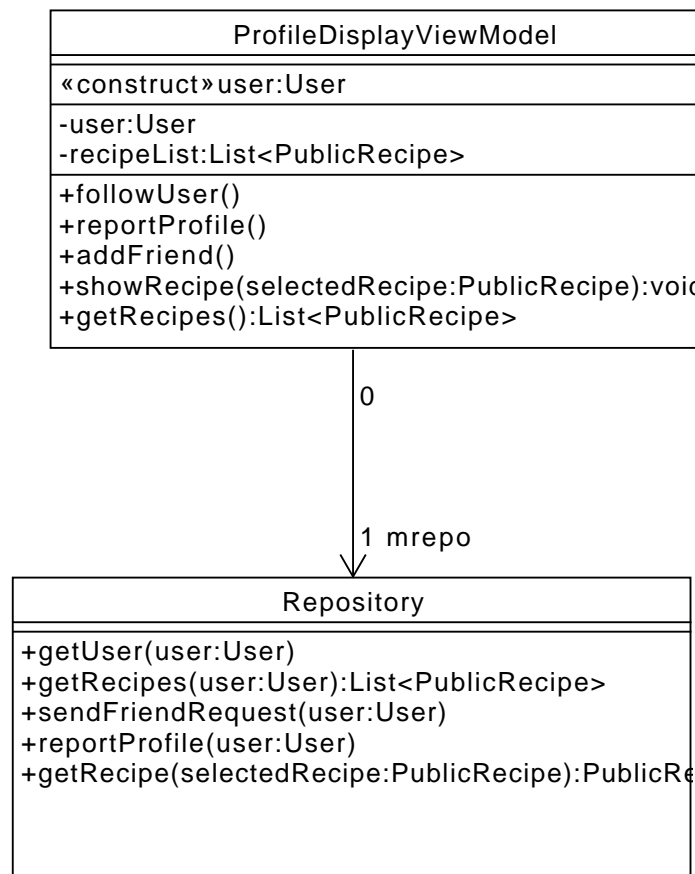 ProfileDisplayViewModel
«construct»user:User
-user:User
-recipeList:List<PublicRecipe>
+followUser()
+reportProfile()
+addFriend()
+showRecipe(selectedRecipe:PublicRecipe):void
+getRecipes():List<PublicRecipe>
0
1 mrepo
Repository
+getUser(user:User)
+getRecipes(user:User):List<PublicRecipe>
+sendFriendRequest(user:User)
+reportProfile(user:User)
+getRecipe(selectedRecipe:PublicRecipe):PublicRe